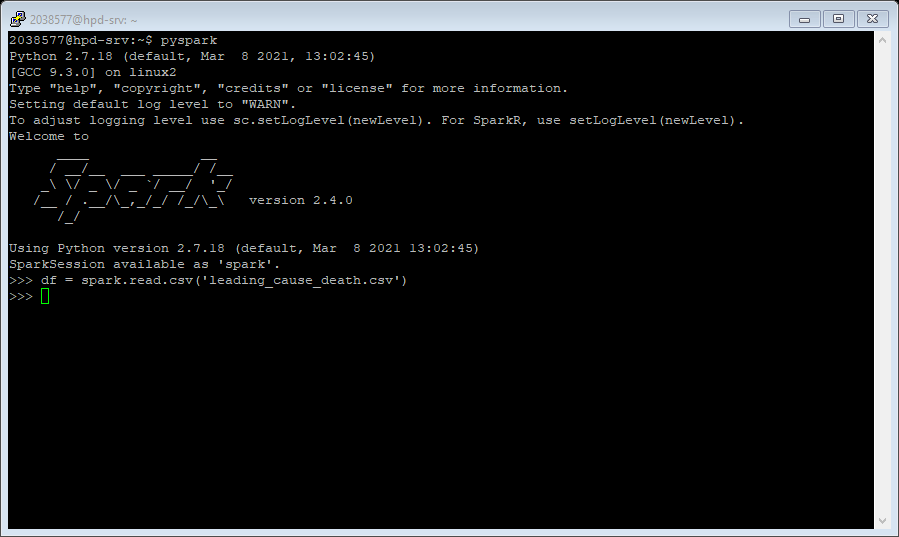 2038577@hpd-srv: ~
2038577@hpd-srv:~$ pyspark
Python 2.7.18 (default, Mar  8 2021, 13:02:45)
[GCC 9.3.0] on linux2
Type "help", "copyright", "credits" or "license" for more information.
Setting default log level to "WARN".
To adjust logging level use sc.setLogLevel(newLevel). For SparkR, use setLogLevel(newLevel).
Welcome to
      ____              __
     / __/__  ___ _____/ /__
    _\ \/ _ \/ _ `/ __/  '_/
   /__ / .__/\_,_/_/ /_/\_\   version 2.4.0
      /_/
Using Python version 2.7.18 (default, Mar  8 2021 13:02:45)
SparkSession available as 'spark'.
>>> df = spark.read.csv('leading_cause_death.csv')
>>>